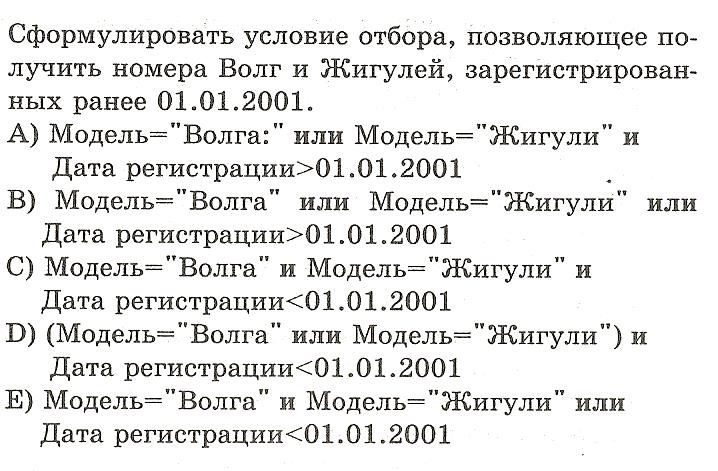 Сформулировать условие отбора, позволяющее по-
лучить номера Волг и Жигулей, зарегистрирован-
ных ранее 01.01.2001.
A) Модель="Волга:" или Модель="Жигули" и
Дата регистрации>01.01.2001
B) Модель="Волга" или Модель="Жигули" или
Дата регистрации>01.01.2001
C) Модель="Волга" и Модель="Жигули" и
Дата регистрации<01.01.2001
D) (Модель="Волга" или Модель="Жигули") и
Дата регистрации<01.01.2001
E) Модель="Волга" и Модель="Жигули" или
Дата регистрации<01.01.2001